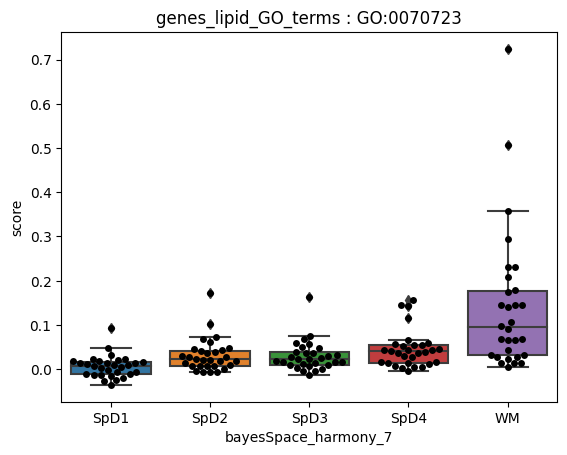 genes_lipid_GO_terms : GO:0070723
0.7
0.6
0.5
0.4
0.3
0.2
0.1
0.0
score
SpD1 SpD2 SpD3 SpD4 WM
bayesSpace_harmony_7